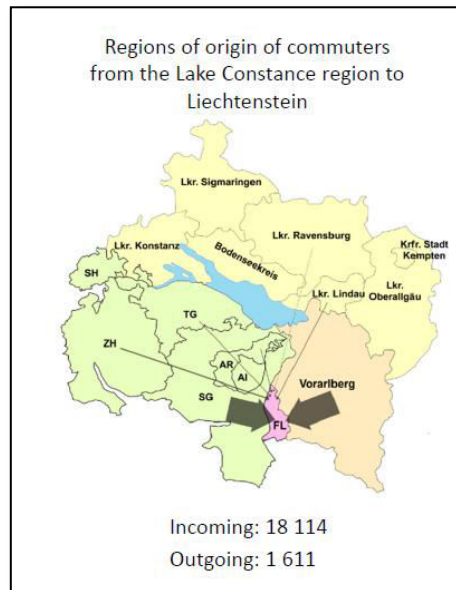 Regions of origin of commuters
from the Lake Constance region to
Liechtenstein
Lkr. Sigmaringen
Lkr. Ravensburg
Lkr. Konstanz
Bodenseekreis
Krfr. Stadt
Kempten
SH
Lkr.
Oberallgäu
Lkr. Lindau
TG
ZH
AR
AI
Vorarlberg
SG
FL
Incoming: 18 114
Outgoing: 1 611